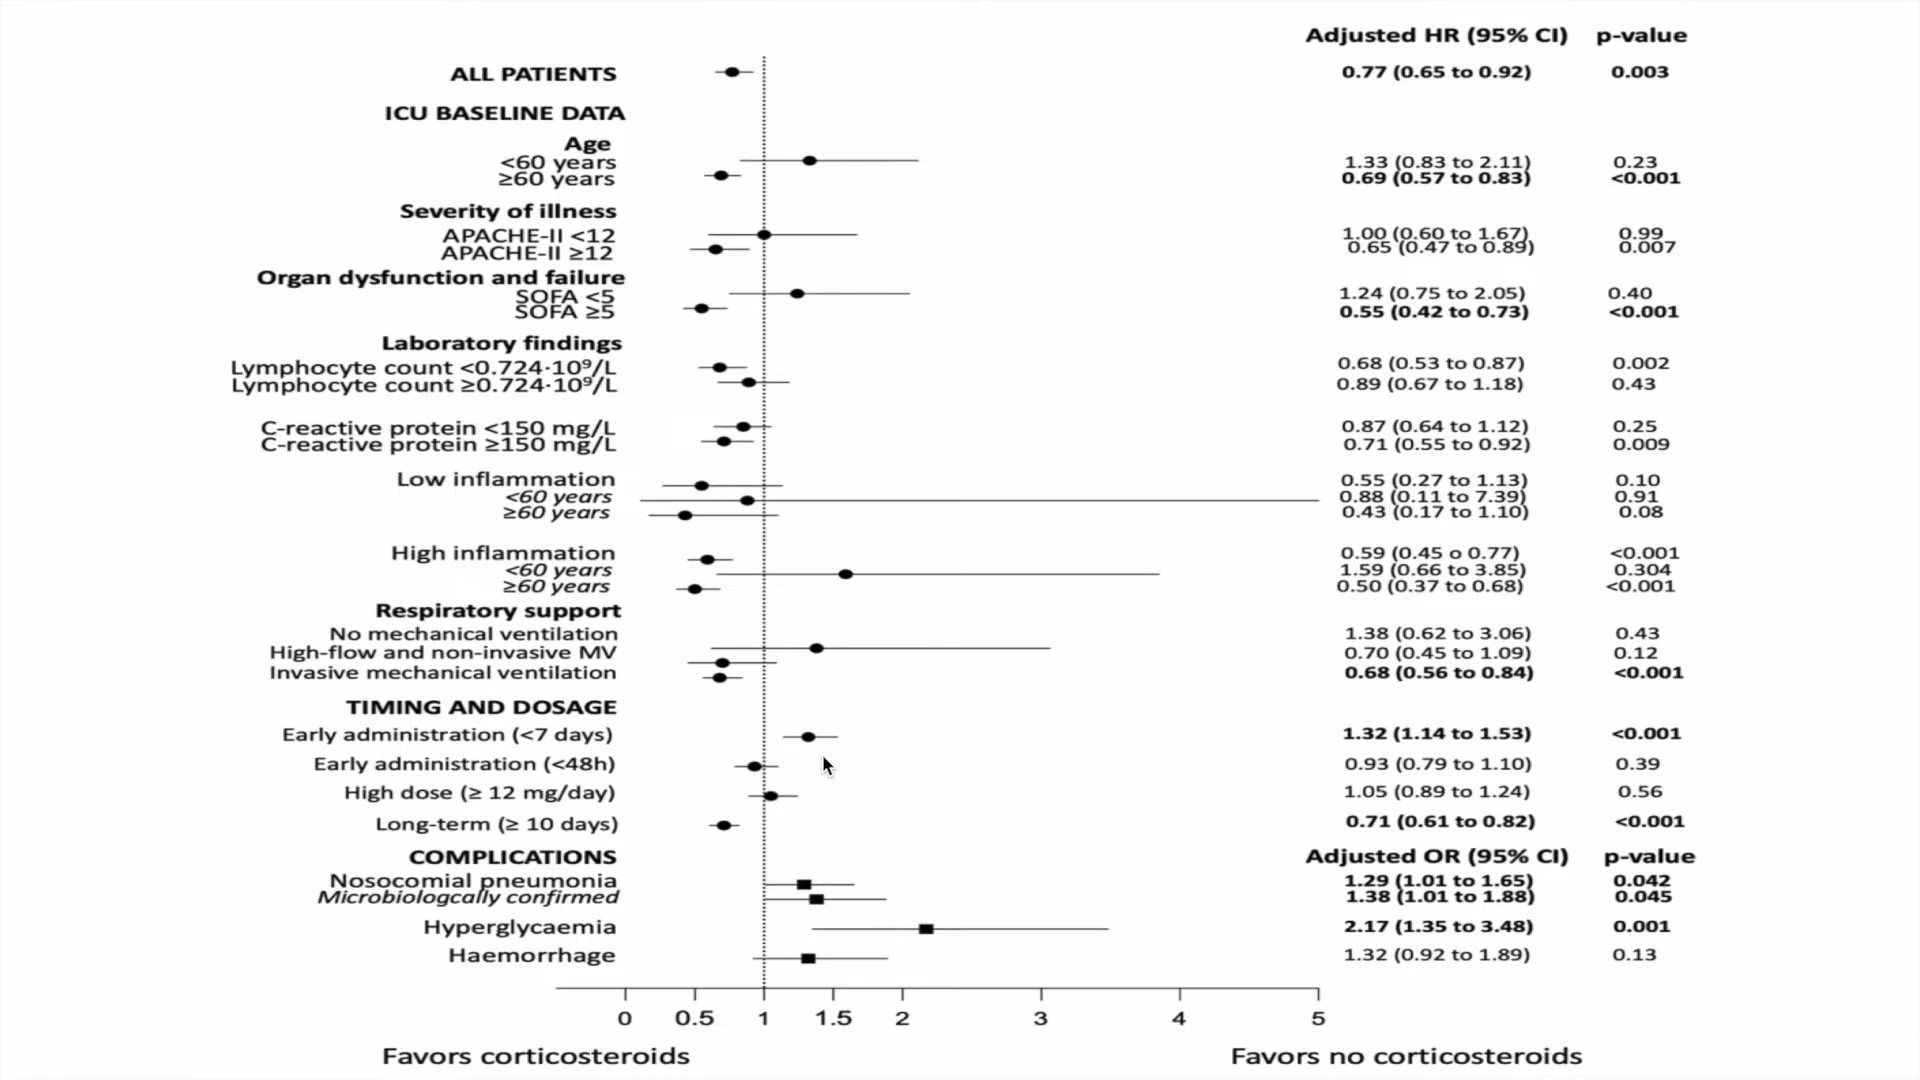 Adjusted HR (95% CI) p-value
ALL PATIENTS 0.77 (0.65 to 0.92) 0.003
ICU BASELINE DATA
Age
<60 years 1.33 (0.83 to 2.11) 0.23
≥60 years 0.69 (0.57 to 0.83) <0.001
Severity of illness
APACHE-II <12 1.00 (0.60 to 1.67) 0.99
APACHE-II ≥12 0.65 (0.47 to 0.89) 0.007
Organ dysfunction and failure
SOFA <5 1.24 (0.75 to 2.05) 0.40
SOFA ≥5 0.55 (0.42 to 0.73) <0.001
Laboratory findings
Lymphocyte count <0.724·10⁹/L 0.68 (0.53 to 0.87) 0.002
Lymphocyte count ≥0.724·10⁹/L 0.89 (0.67 to 1.18) 0.43
C-reactive protein <150 mg/L 0.87 (0.64 to 1.12) 0.25
C-reactive protein ≥150 mg/L 0.71 (0.55 to 0.92) 0.009
Low inflammation 0.55 (0.27 to 1.13) 0.10
<60 years 0.88 (0.11 to 7.39) 0.91
≥60 years 0.43 (0.17 to 1.10) 0.08
High inflammation 0.59 (0.45 o 0.77) <0.001
<60 years 1.59 (0.66 to 3.85) 0.304
≥60 years 0.50 (0.37 to 0.68) <0.001
Respiratory support
No mechanical ventilation 1.38 (0.62 to 3.06) 0.43
High-flow and non-invasive MV 0.70 (0.45 to 1.09) 0.12
Invasive mechanical ventilation 0.68 (0.56 to 0.84) <0.001
TIMING AND DOSAGE
Early administration (<7 days) 1.32 (1.14 to 1.53) <0.001
Early administration (<48h) 0.93 (0.79 to 1.10) 0.39
High dose (≥ 12 mg/day) 1.05 (0.89 to 1.24) 0.56
Long-term (≥ 10 days) 0.71 (0.61 to 0.82) <0.001
COMPLICATIONS Adjusted OR (95% CI) p-value
Nosocomial pneumonia 1.29 (1.01 to 1.65) 0.042
Microbiologcally confirmed 1.38 (1.01 to 1.88) 0.045
Hyperglycaemia 2.17 (1.35 to 3.48) 0.001
Haemorrhage 1.32 (0.92 to 1.89) 0.13
0 0.5 1 1.5 2 3 4 5
Favors corticosteroids Favors no corticosteroids